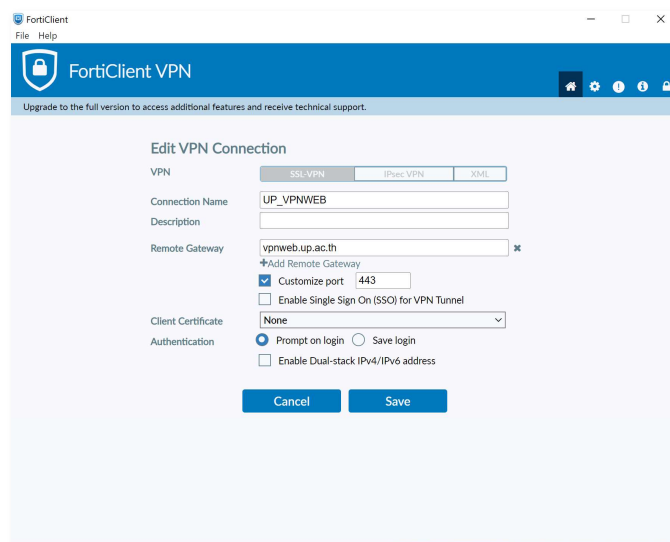 FortiClient
File Help
FortiClient VPN
Upgrade to the full version to access additional features and receive technical support.
Edit VPN Connection
VPN SSL-VPN IPsec VPN XML
Connection Name UP_VPNWEB
Description
Remote Gateway vpnweb.up.ac.th
+Add Remote Gateway
Customize port 443
Enable Single Sign On (SSO) for VPN Tunnel
Client Certificate None
Authentication Prompt on login Save login
Enable Dual-stack IPv4/IPv6 address
Cancel Save